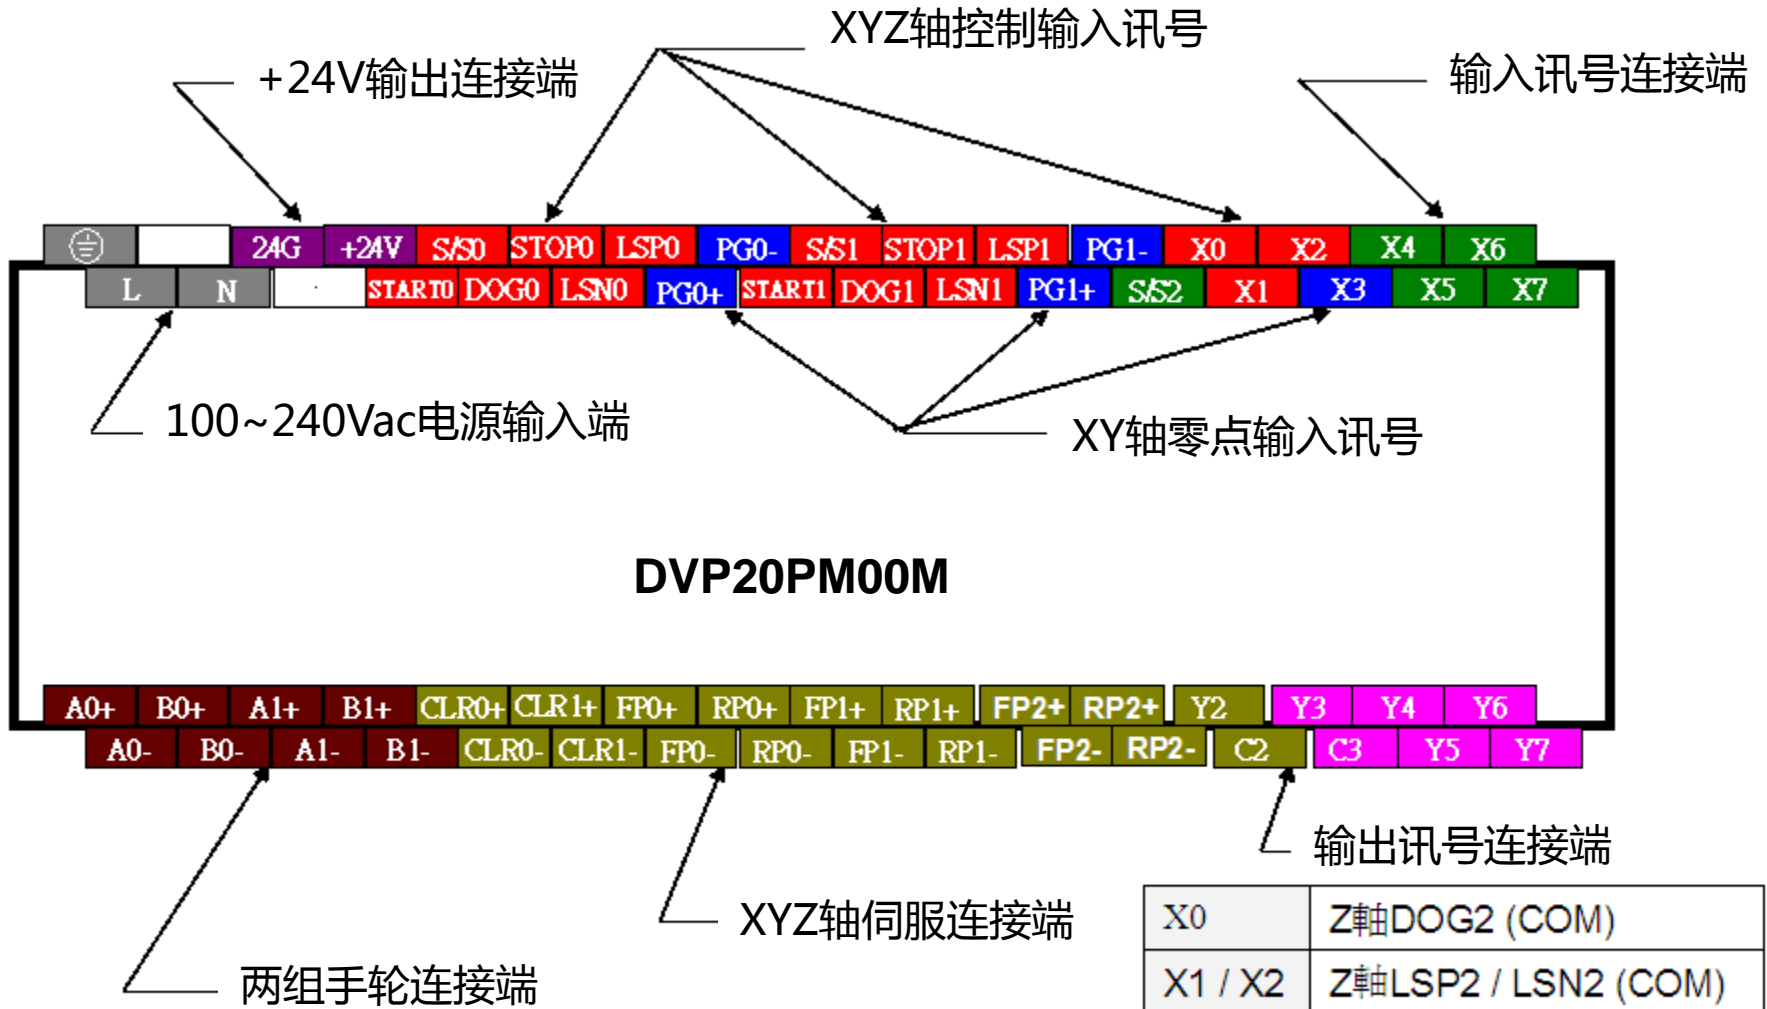 XYZ轴控制输入讯号
+24V输出连接端
输入讯号连接端
24G +24V S/S0 STOP0 LSP0 PG0- S/S1 STOP1 LSP1 PG1- X0 X2 X4 X6
L N · START0 DOG0 LSN0 PG0+ START1 DOG1 LSN1 PG1+ S/S2 X1 X3 X5 X7
100~240Vac电源输入端
XY轴零点输入讯号
DVP20PM00M
A0+ B0+ A1+ B1+ CLR0+ CLR1+ FP0+ RP0+ FP1+ RP1+ FP2+ RP2+ Y2 Y3 Y4 Y6
A0- B0- A1- B1- CLR0- CLR1- FP0- RP0- FP1- RP1- FP2- RP2- C2 C3 Y5 Y7
输出讯号连接端
XYZ轴伺服连接端
两组手轮连接端
X0 Z軸DOG2 (COM)
X1 / X2 Z軸LSP2 / LSN2 (COM)